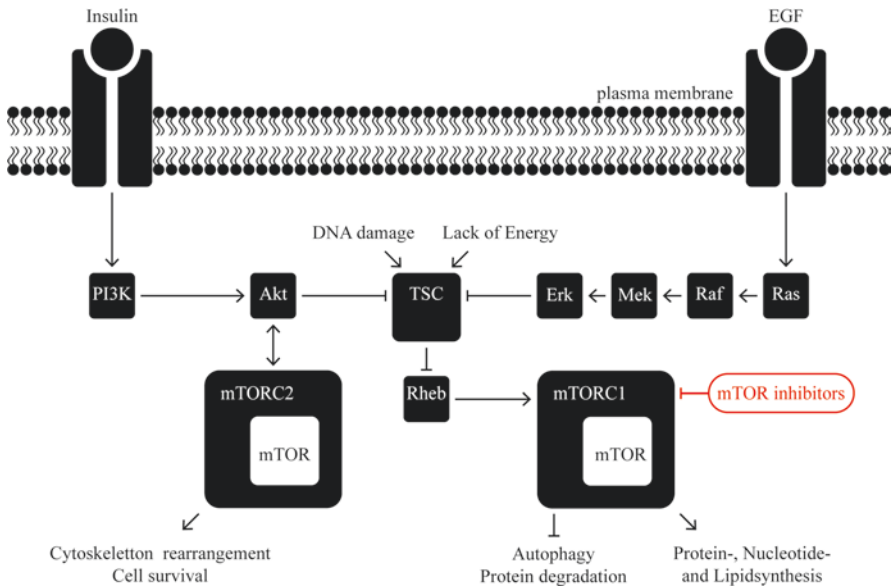 Insulin
EGF
plasma membrane
DNA damage
Lack of Energy
PI3K
Akt
TSC
Erk
Mek
Raf
Ras
mTORC2
mTOR
Rheb
mTORC1
mTOR
mTOR inhibitors
Cytoskeletton rearrangement
Cell survival
Autophagy
Protein degradation
Protein-, Nucleotide-
and Lipidsynthesis